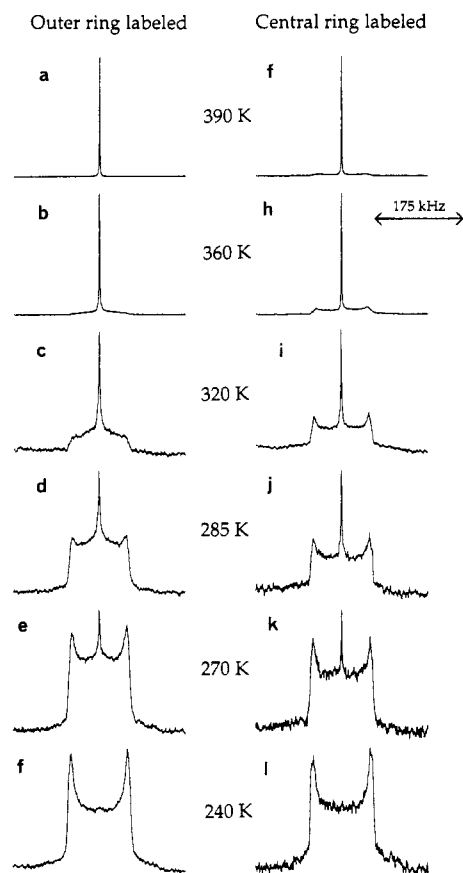 Outer ring labeled
Central ring labeled
a
f
390 K
b
h
175 kHz
360 K
c
i
320 K
d
j
285 K
e
k
270 K
f
l
240 K